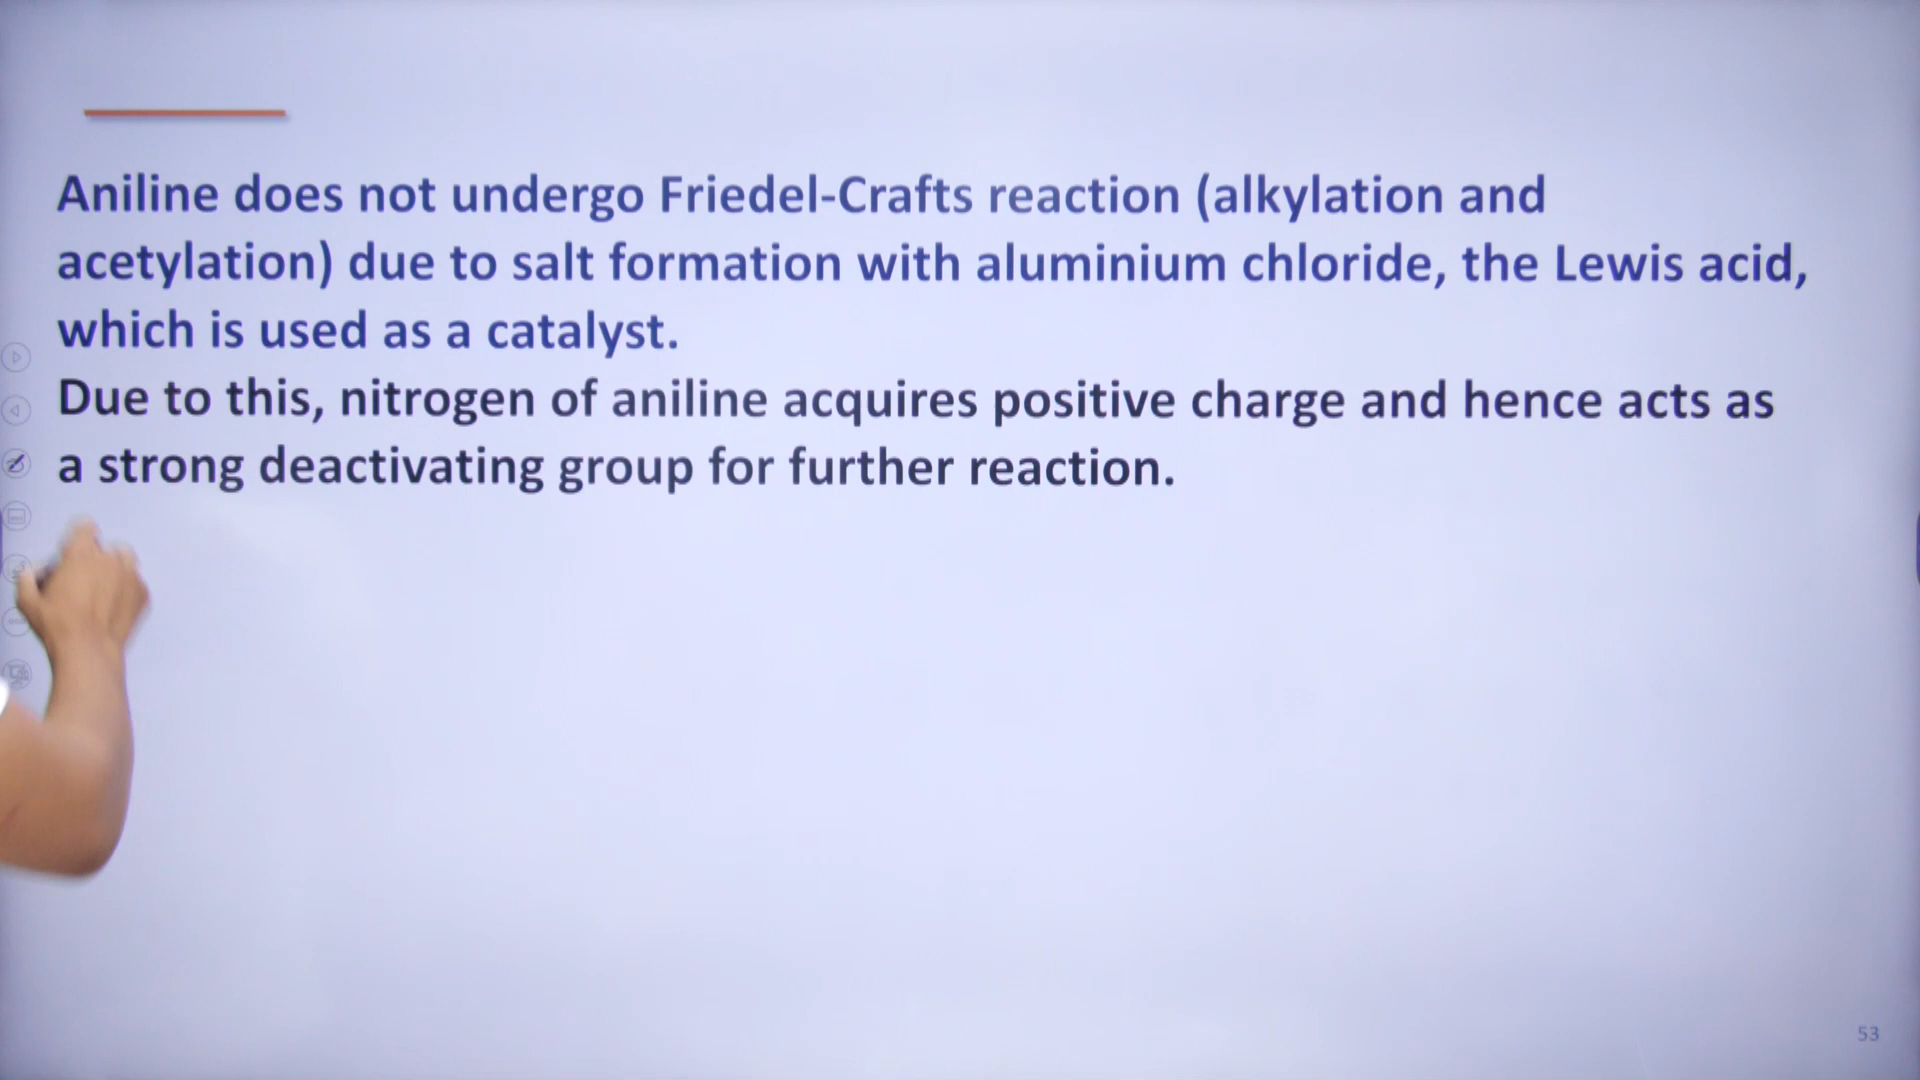 Aniline does not undergo Friedel-Crafts reaction (alkylation and
acetylation) due to salt formation with aluminium chloride, the Lewis acid,
which is used as a catalyst.
Due to this, nitrogen of aniline acquires positive charge and hence acts as
a strong deactivating group for further reaction.
53